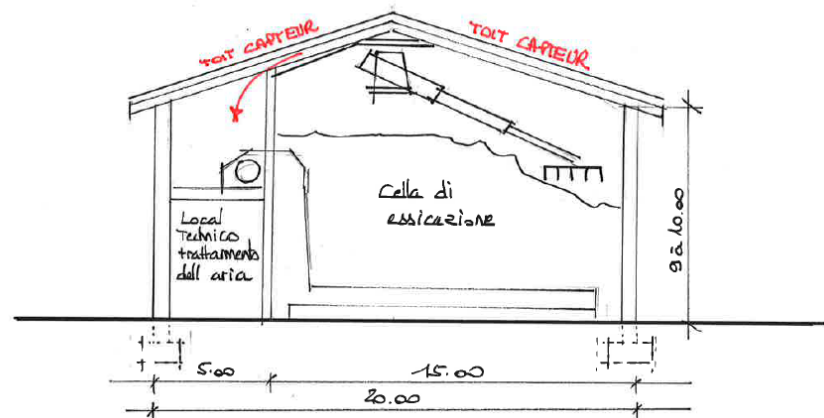 TOIT CAPTEUR
TOIT CAPTEUR
Cella di
essicazione
Local
Technico
trattamento
dell aria
9 à 10.00
5.00
15.00
20.00